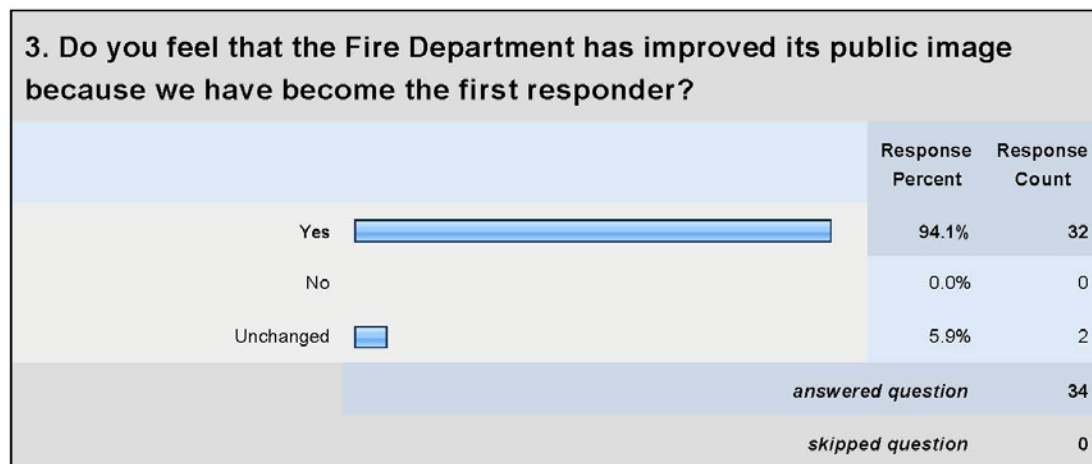 3. Do you feel that the Fire Department has improved its public image
because we have become the first responder?
Response Percent Response Count
Yes 94.1% 32
No 0.0% 0
Unchanged 5.9% 2
answered question 34
skipped question 0